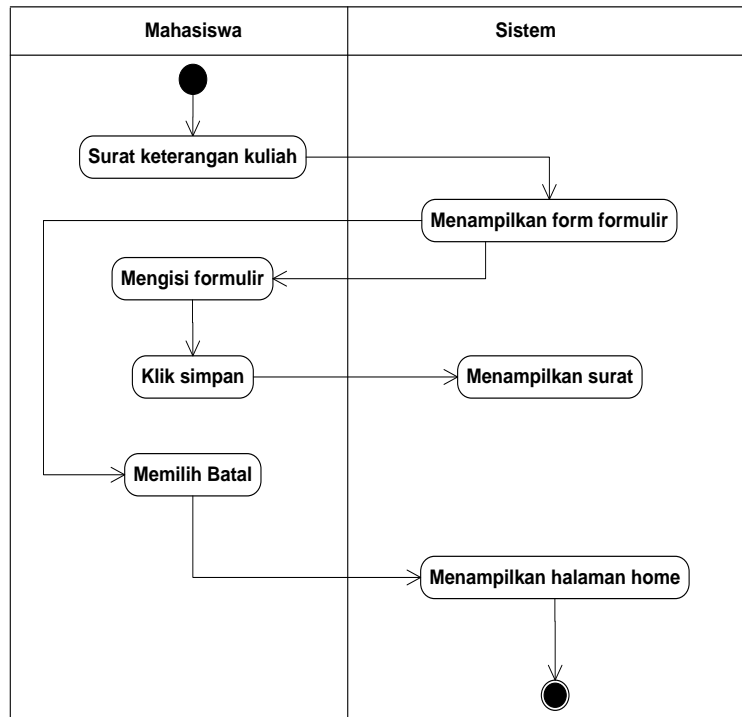 Mahasiswa
Sistem
Surat keterangan kuliah
Menampilkan form formulir
Mengisi formulir
Klik simpan
Menampilkan surat
Memilih Batal
Menampilkan halaman home